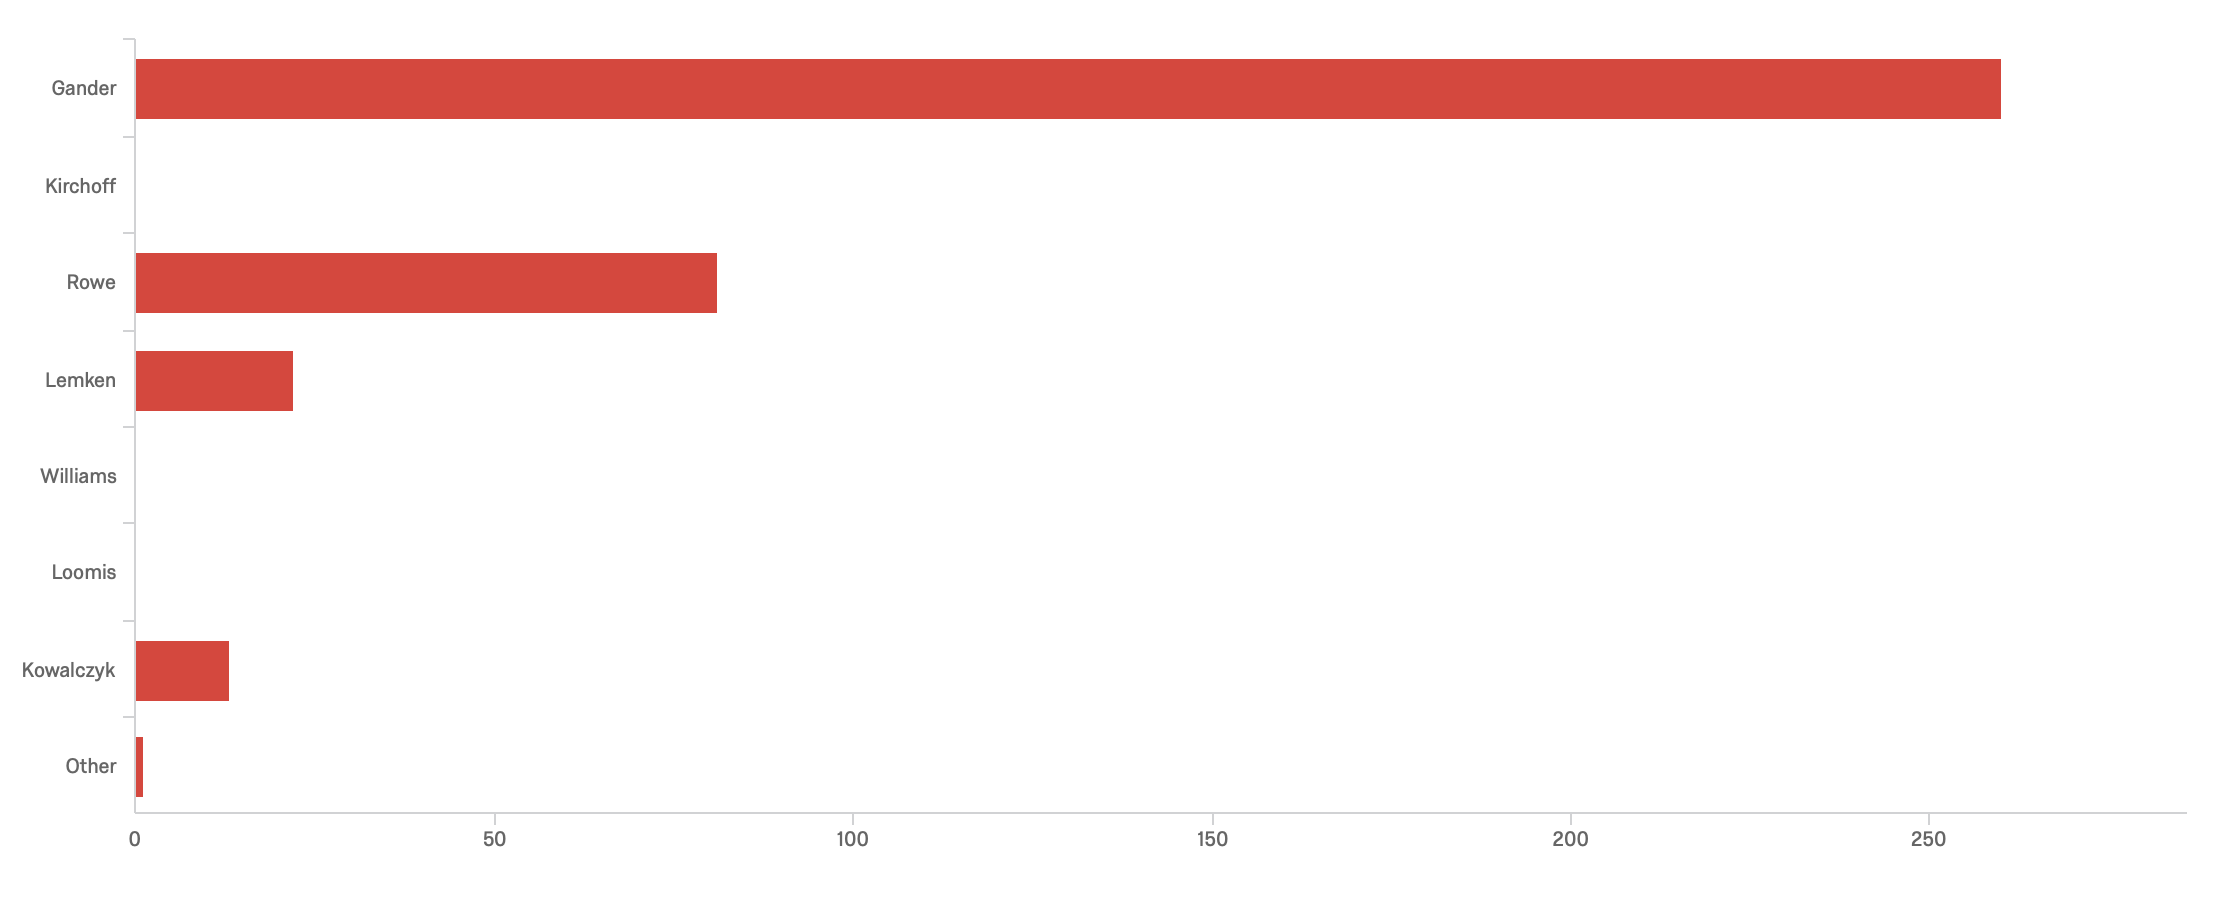 Gander
Kirchoff
Rowe
Lemken
Williams
Loomis
Kowalczyk
Other
0 50 100 150 200 250